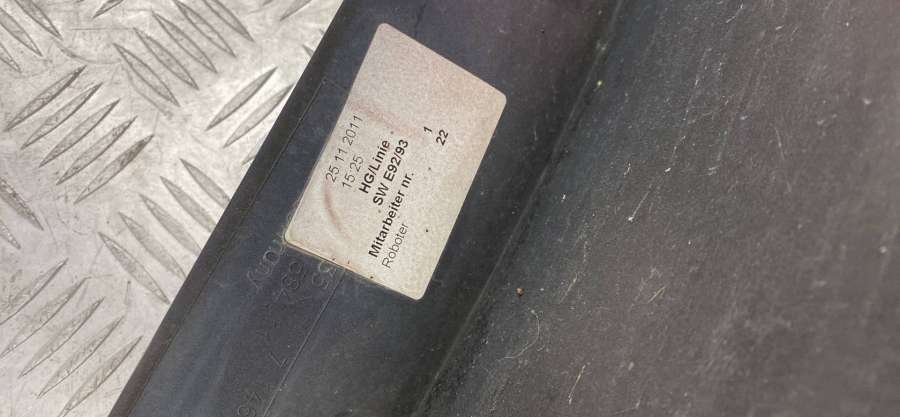 25.11.2011
15:25
HG/Linie
SW E92/93
Mitarbeiter nr. 1
Roboter 22